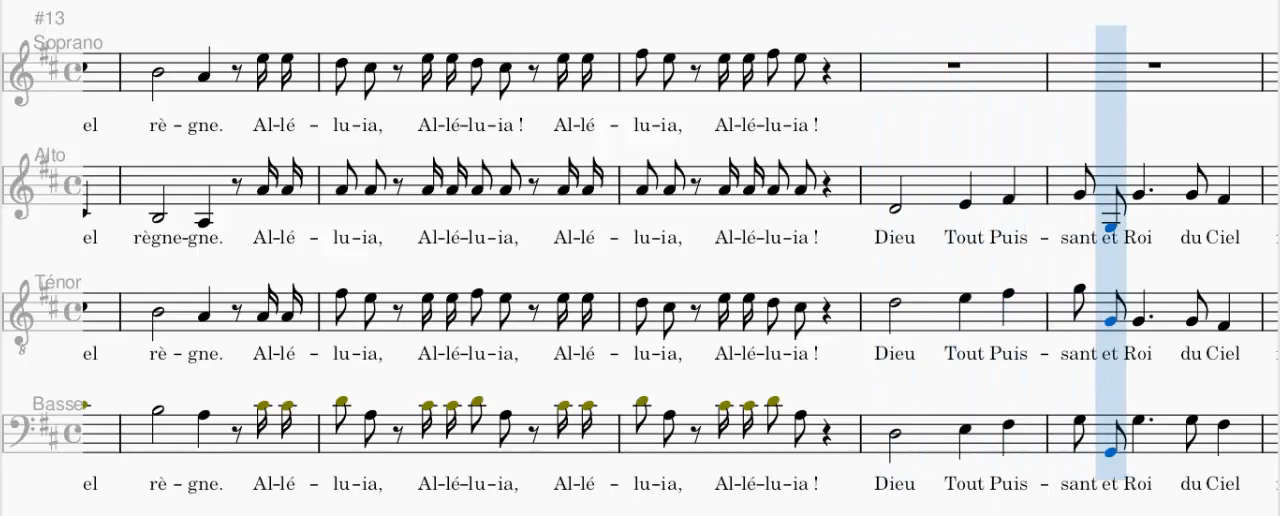 #13
Soprano
el rè - gne. Al-lé - lu-ia, Al-lé-lu-ia ! Al-lé - lu-ia, Al-lé-lu-ia !
Alto
el règne-gne. Al-lé - lu-ia, Al-lé-lu-ia, Al-lé - lu-ia, Al-lé-lu-ia ! Dieu Tout Puis - sant et Roi du Ciel
Ténor
8
el rè - gne. Al-lé - lu-ia, Al-lé-lu-ia, Al-lé - lu-ia, Al-lé-lu-ia ! Dieu Tout Puis - sant et Roi du Ciel
Basse
el rè - gne. Al-lé - lu-ia, Al-lé-lu-ia, Al-lé - lu-ia, Al-lé-lu-ia ! Dieu Tout Puis - sant et Roi du Ciel